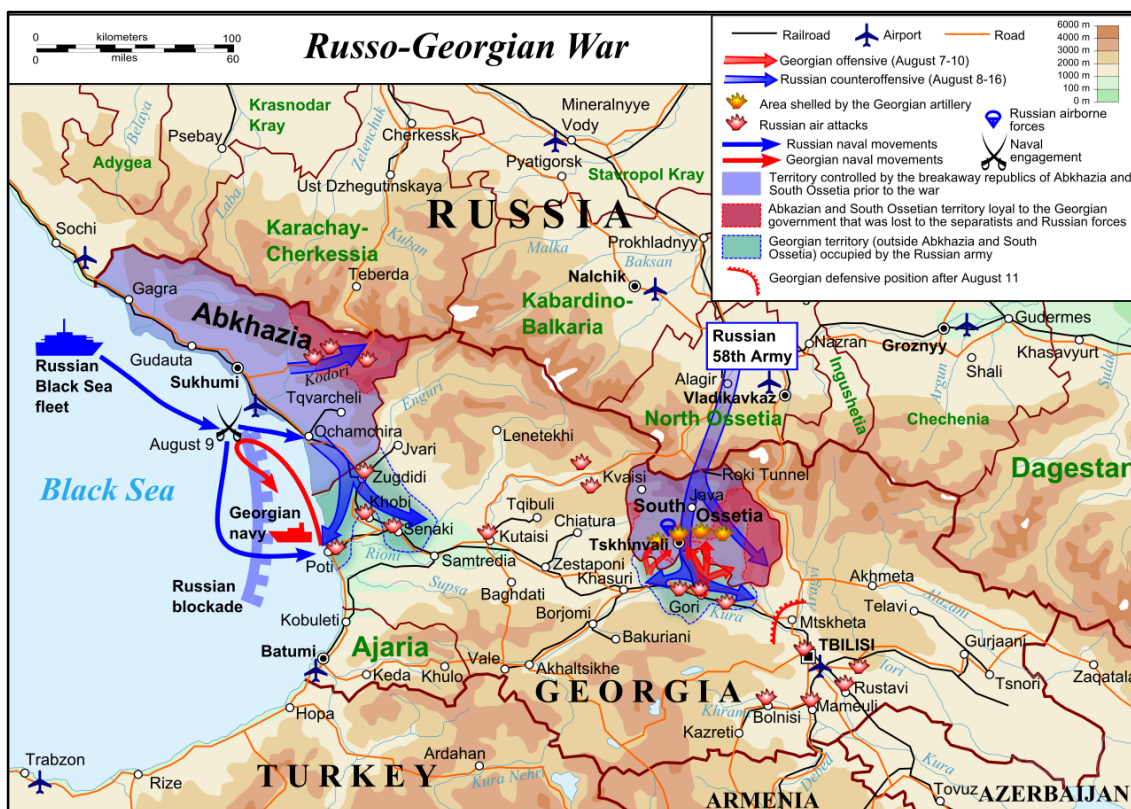 0 kilometers 100
0 miles 60
Russo-Georgian War
Railroad
Airport
Road
Georgian offensive (August 7-10)
Russian counteroffensive (August 8-16)
Area shelled by the Georgian artillery
Russian air attacks
Russian airborne
forces
Russian naval movements
Georgian naval movements
Naval
engagement
Territory controlled by the breakaway republics of Abkhazia and
South Ossetia prior to the war
Abkazian and South Ossetian territory loyal to the Georgian
government that was lost to the separatists and Russian forces
Georgian territory (outside Abkhazia and South
Ossetia) occupied by the Russian army
Georgian defensive position after August 11
6000 m
4000 m
3000 m
2000 m
1000 m
100 m
0 m
Belaya
Krasnodar
Kray
Psebay
Adygea
Laba
Zelenchuk
Cherkessk
Mineralnyye
Vody
Pyatigorsk
Stavropol Kray
Ust Dzhegutinskaya
RUSSIA
Sochi
Karachay-
Cherkessia
Kuban
Malka
Prokhladnyy
Baksan
Teberda
Nalchik
Kabardino-
Balkaria
Gagra
Abkhazia
Russian
58th Army
Nazran
Groznyy
Gudermes
Khasavyurt
Sulak
Argun
Shali
Ingushetia
Chechenia
Dagestan
Russian
Black Sea
fleet
Gudauta
Sukhumi
Kodori
Tqvarcheli
Enguri
Alagir
Vladikavkaz
North Ossetia
August 9
Ochamchira
Jvari
Lenetekhi
Roki Tunnel
Black Sea
Zugdidi
Kvaisi
Java
South
Ossetia
Georgian
navy
Khobi
Senaki
Tqibuli
Chiatura
Kutaisi
Tskhinvali
Poti
Rioni
Samtredia
Zestaponi
Khasuri
Russian
blockade
Supsa
Baghdati
Gori
Kura
Aragvi
Akhmeta
Telavi
Alazani
Kobuleti
Borjomi
Bakuriani
Mtskheta
Gurjaani
Batumi
Ajaria
Keda
Khulo
Vale
Akhaltsikhe
TBILISI
Iori
Tsnori
Zaqatala
GEORGIA
Rustavi
Hopa
Khrami
Bolnisi
Mameuli
Kazreti
Trabzon
Rize
Ardahan
Kura Nehri
TURKEY
Debed
Kura
Tovuz
ARMENIA
AZERBAIJAN